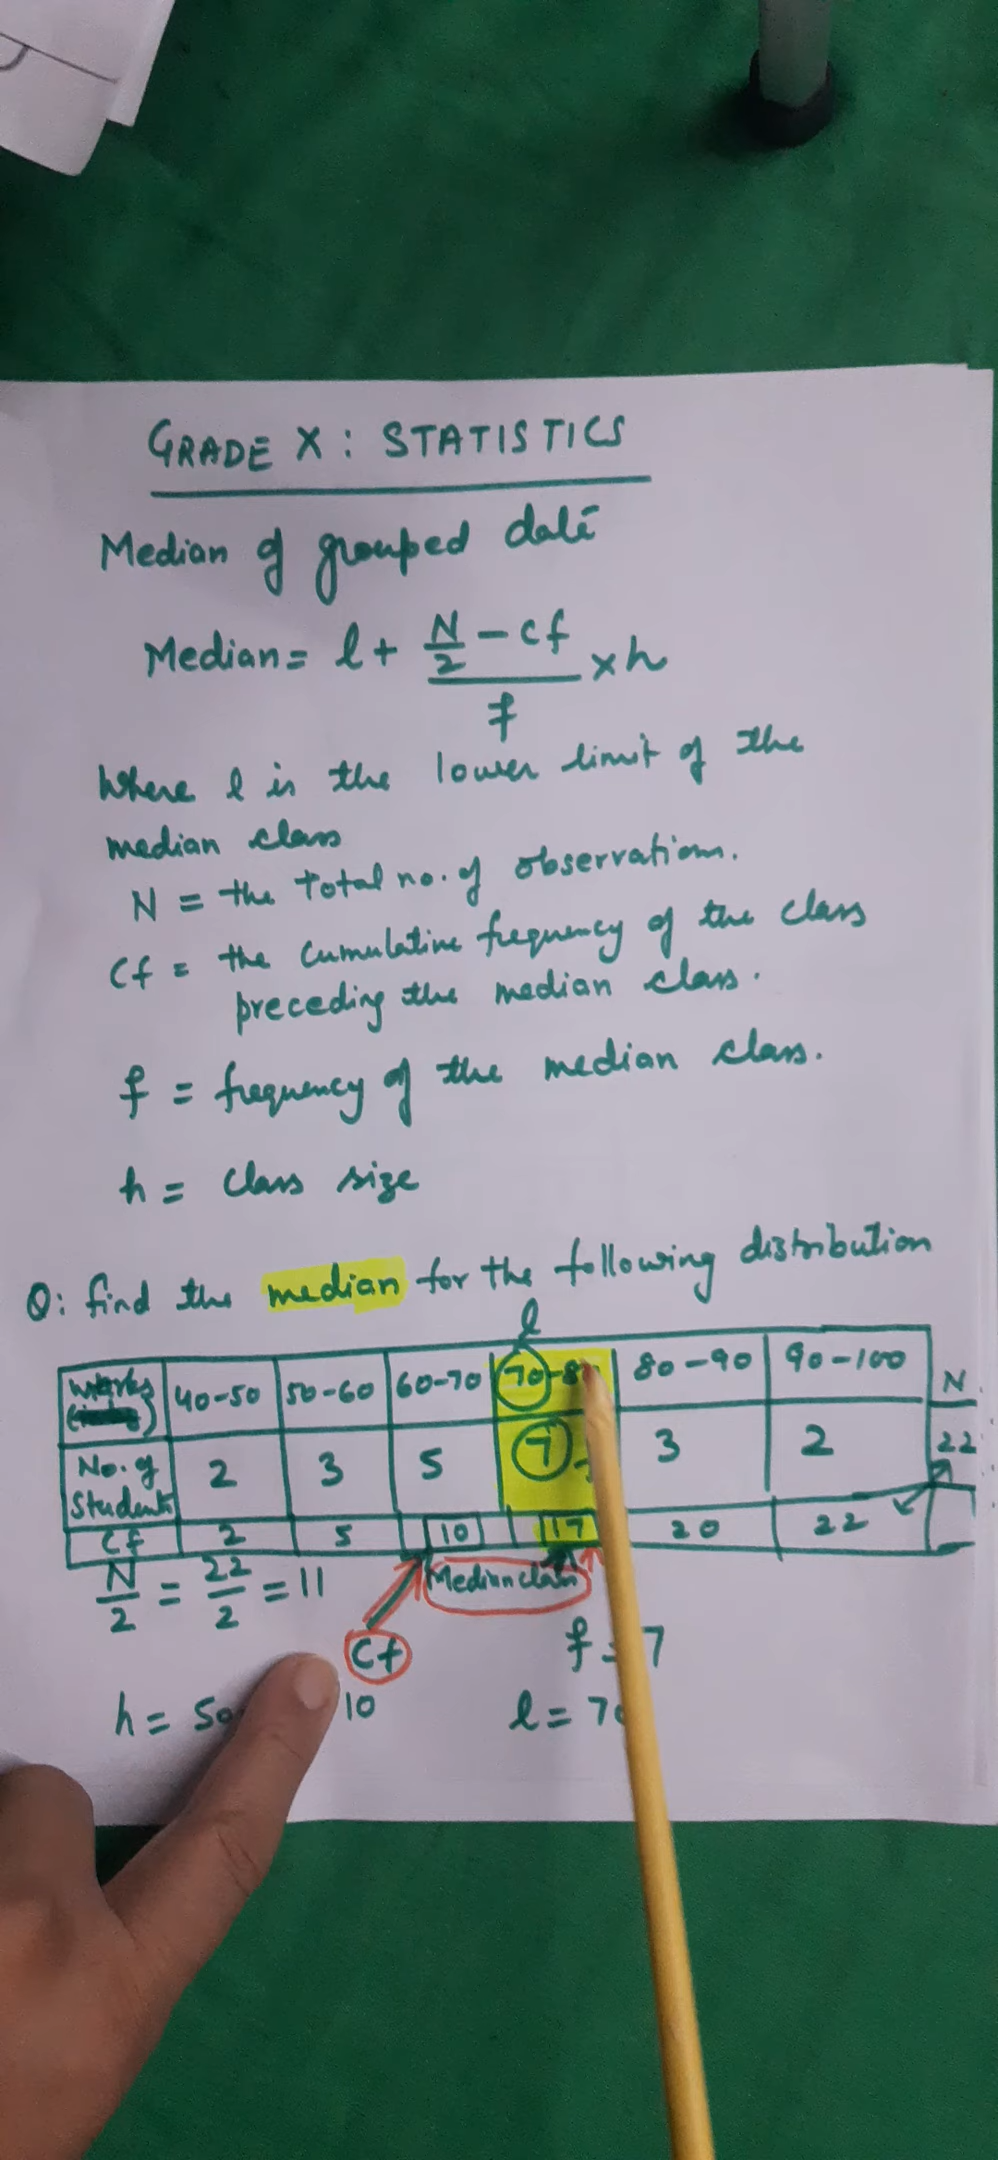 GRADE X : STATISTICS
Median of grouped data
Median = l + (N/2 - cf)/f × h
Where l is the lower limit of the
median class
N = the total no. of observations.
Cf = the cumulative frequency of the class
preceding the median class.
f = frequency of the median class.
h = class size
Q: find the median for the following distribution
l
Marks 40-50 50-60 60-70 70-80 80-90 90-100 N
No. of Students 2 3 5 7 3 2 22
Cf 2 5 10 17 20 22
N/2 = 22/2 = 11
Median class
Cf
f = 7
h = 50 10
l = 70